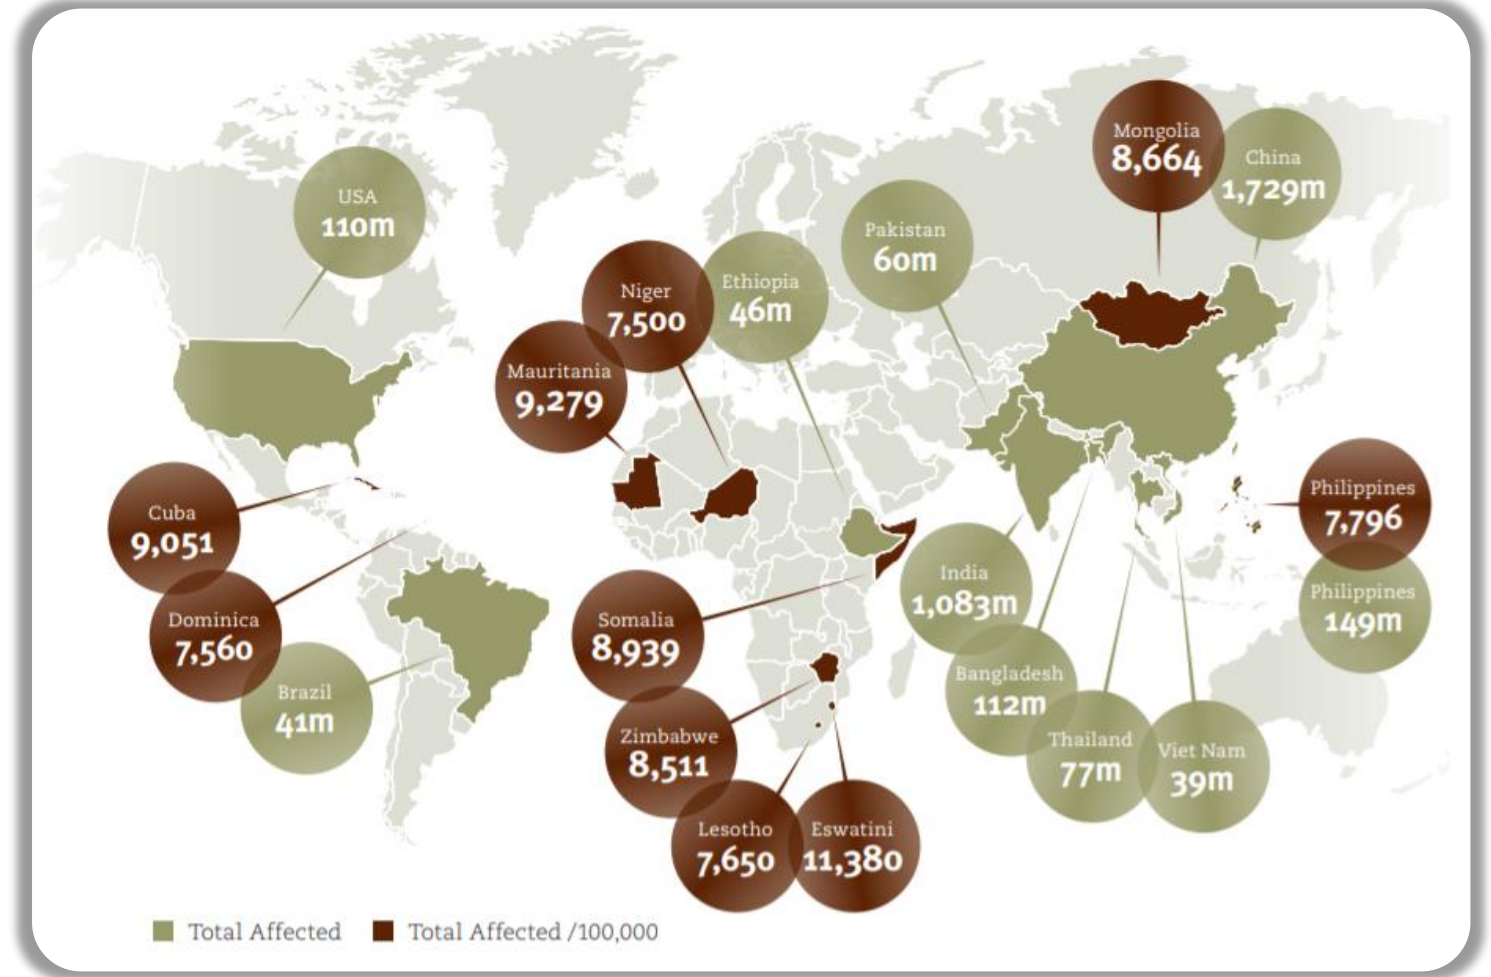 Mongolia
8,664
China
1,729m
USA
110m
Pakistan
60m
Niger
7,500
Ethiopia
46m
Mauritania
9,279
Cuba
9,051
Philippines
7,796
Dominica
7,560
Somalia
8,939
India
1,083m
Philippines
149m
Brazil
41m
Bangladesh
112m
Zimbabwe
8,511
Thailand
77m
Viet Nam
39m
Lesotho
7,650
Eswatini
11,380
Total Affected
Total Affected /100,000